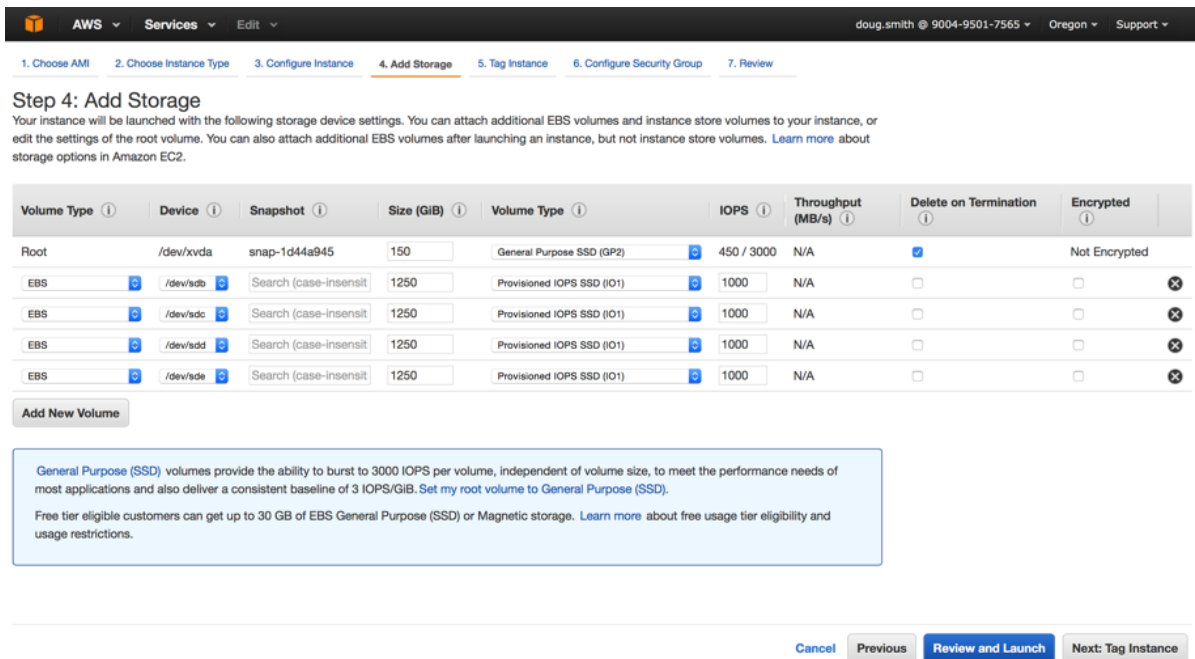 AWS Services Edit doug.smith @ 9004-9501-7565 Oregon Support
1. Choose AMI 2. Choose Instance Type 3. Configure Instance 4. Add Storage 5. Tag Instance 6. Configure Security Group 7. Review
Step 4: Add Storage
Your instance will be launched with the following storage device settings. You can attach additional EBS volumes and instance store volumes to your instance, or
edit the settings of the root volume. You can also attach additional EBS volumes after launching an instance, but not instance store volumes. Learn more about
storage options in Amazon EC2.
Volume Type Device Snapshot Size (GiB) Volume Type IOPS Throughput (MB/s) Delete on Termination Encrypted
Root /dev/xvda snap-1d44a945 150 General Purpose SSD (GP2) 450 / 3000 N/A Not Encrypted
EBS /dev/sdb Search (case-insensit 1250 Provisioned IOPS SSD (IO1) 1000 N/A
EBS /dev/sdc Search (case-insensit 1250 Provisioned IOPS SSD (IO1) 1000 N/A
EBS /dev/sdd Search (case-insensit 1250 Provisioned IOPS SSD (IO1) 1000 N/A
EBS /dev/sde Search (case-insensit 1250 Provisioned IOPS SSD (IO1) 1000 N/A
Add New Volume
General Purpose (SSD) volumes provide the ability to burst to 3000 IOPS per volume, independent of volume size, to meet the performance needs of
most applications and also deliver a consistent baseline of 3 IOPS/GiB. Set my root volume to General Purpose (SSD).
Free tier eligible customers can get up to 30 GB of EBS General Purpose (SSD) or Magnetic storage. Learn more about free usage tier eligibility and
usage restrictions.
Cancel Previous Review and Launch Next: Tag Instance